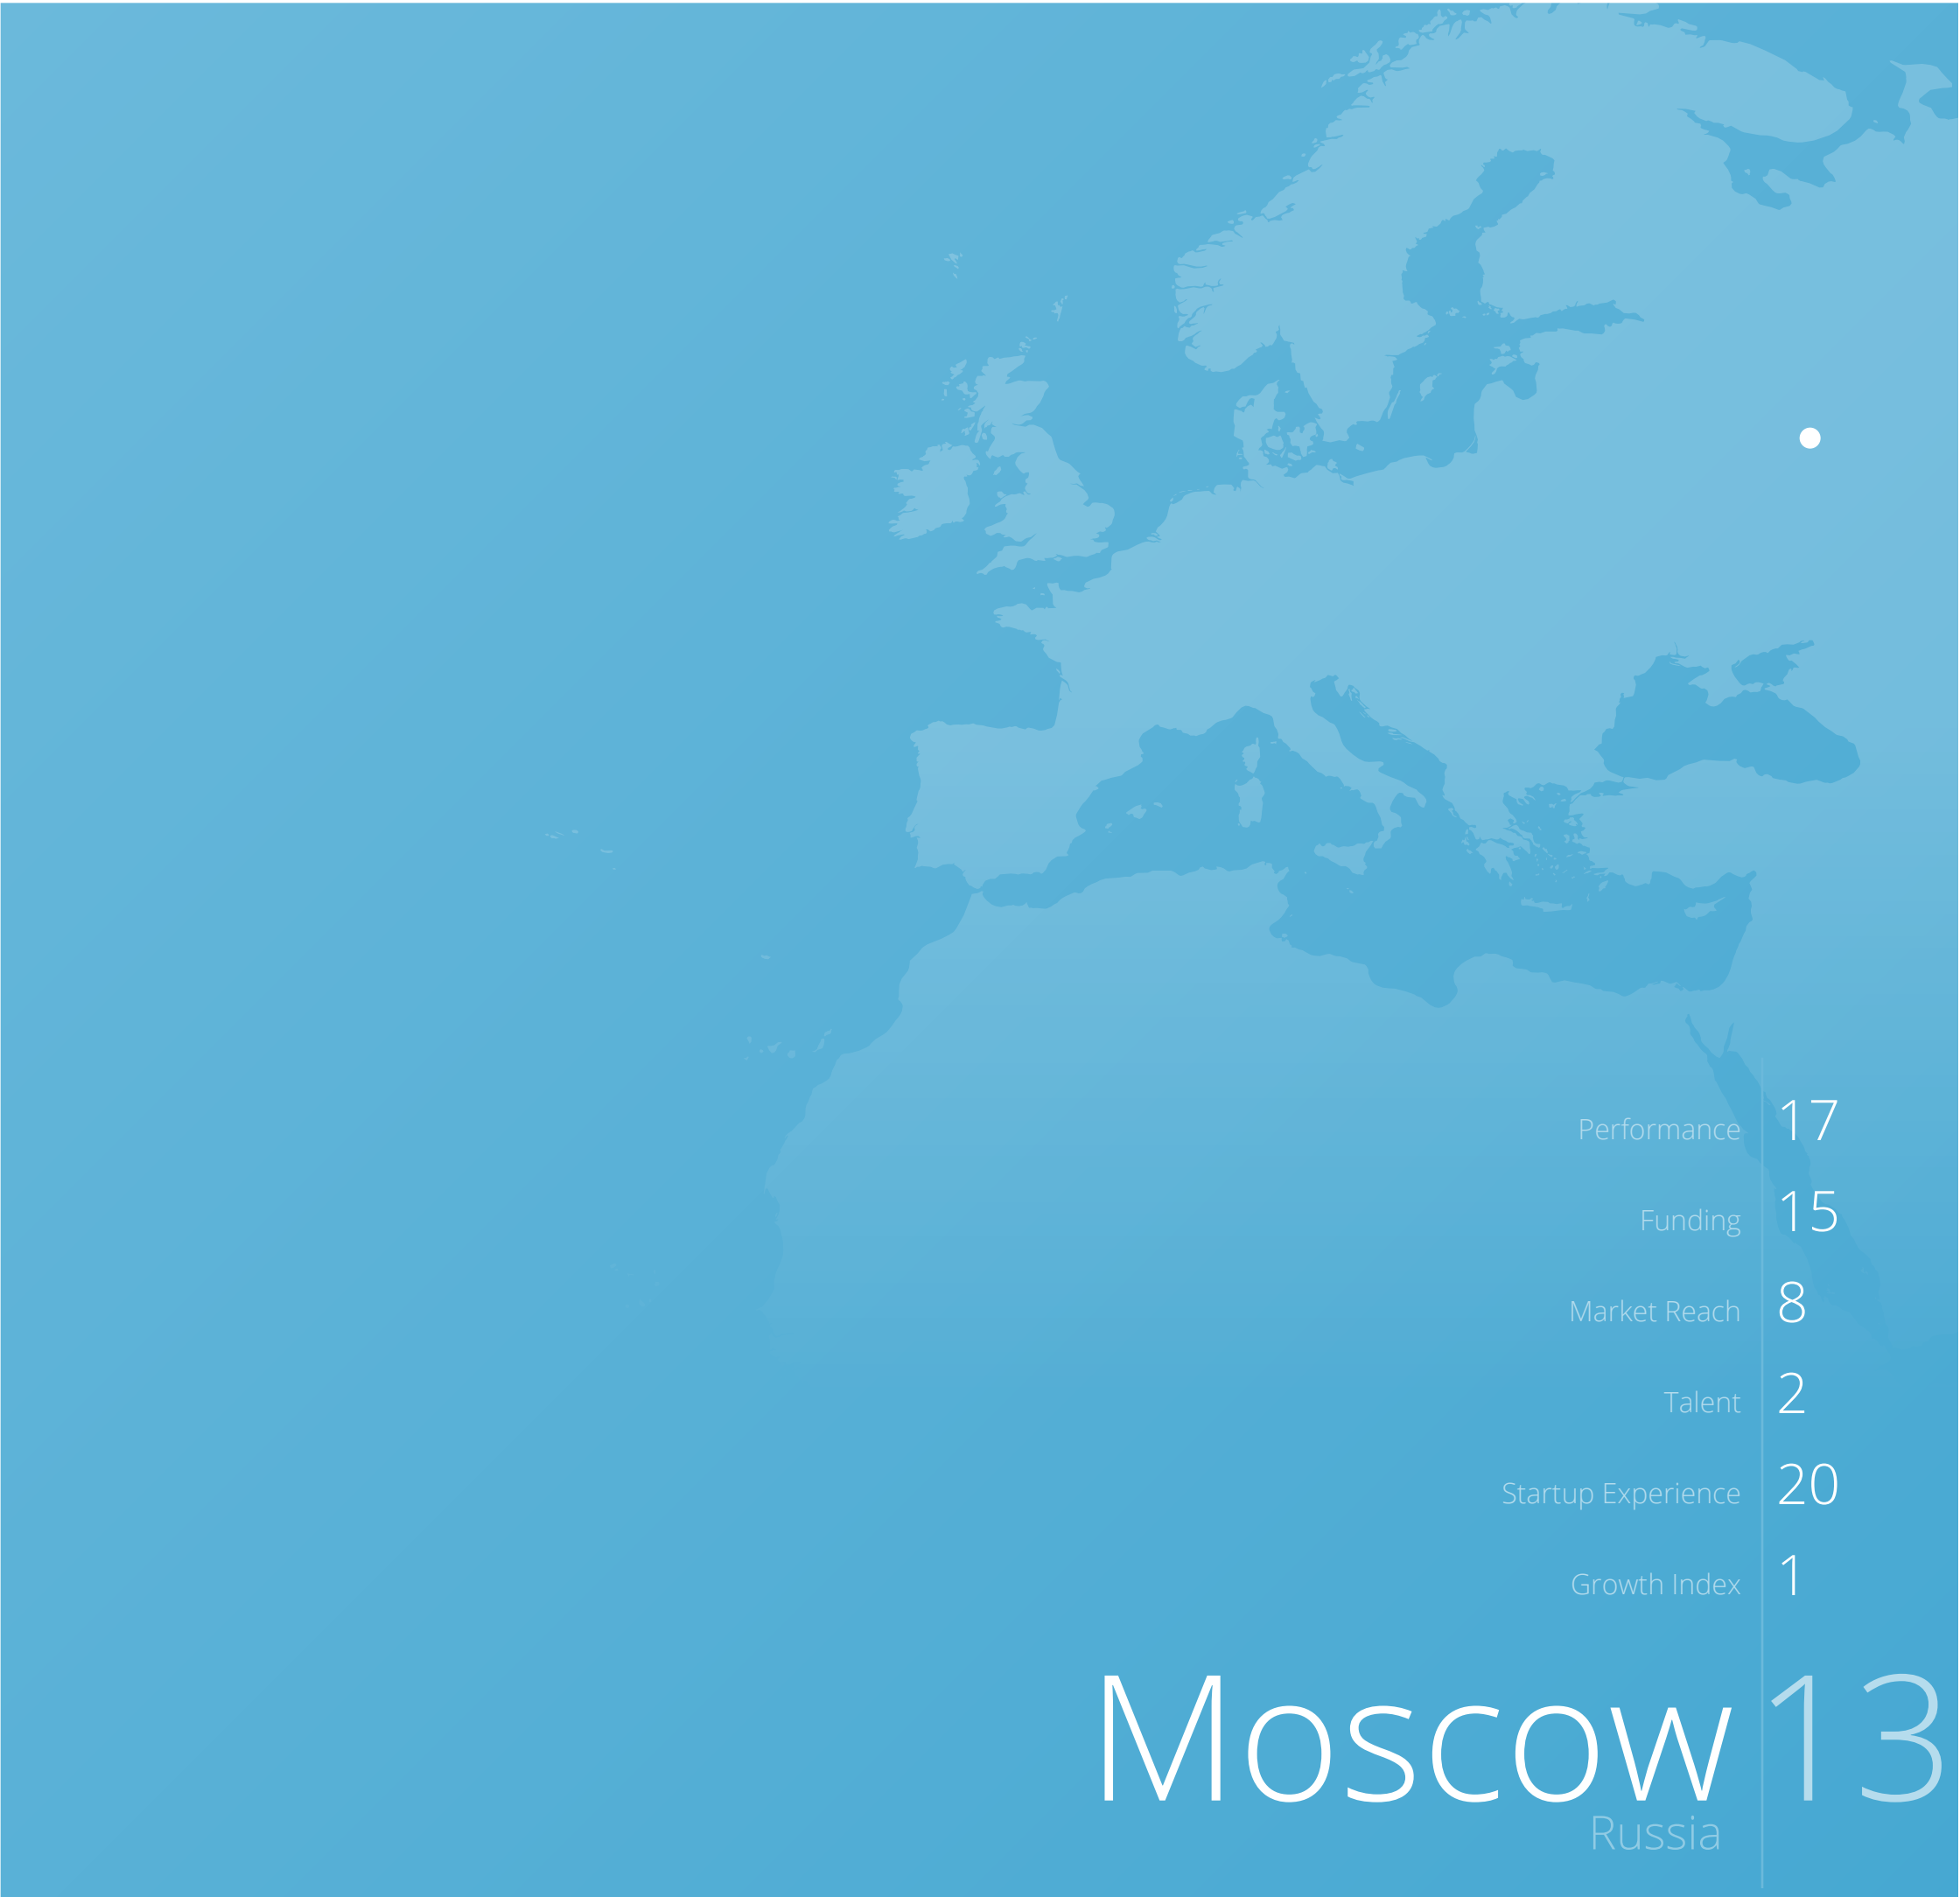 Performance 17
Funding 15
Market Reach 8
Talent 2
Startup Experience 20
Growth Index 1
Moscow 13
Russia